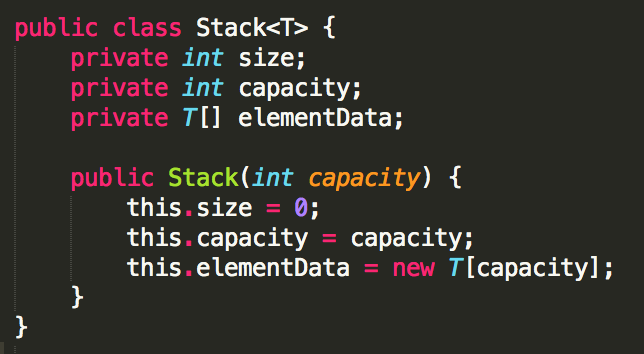 public class Stack<T> {
    private int size;
    private int capacity;
    private T[] elementData;

    public Stack(int capacity) {
        this.size = 0;
        this.capacity = capacity;
        this.elementData = new T[capacity];
    }
}